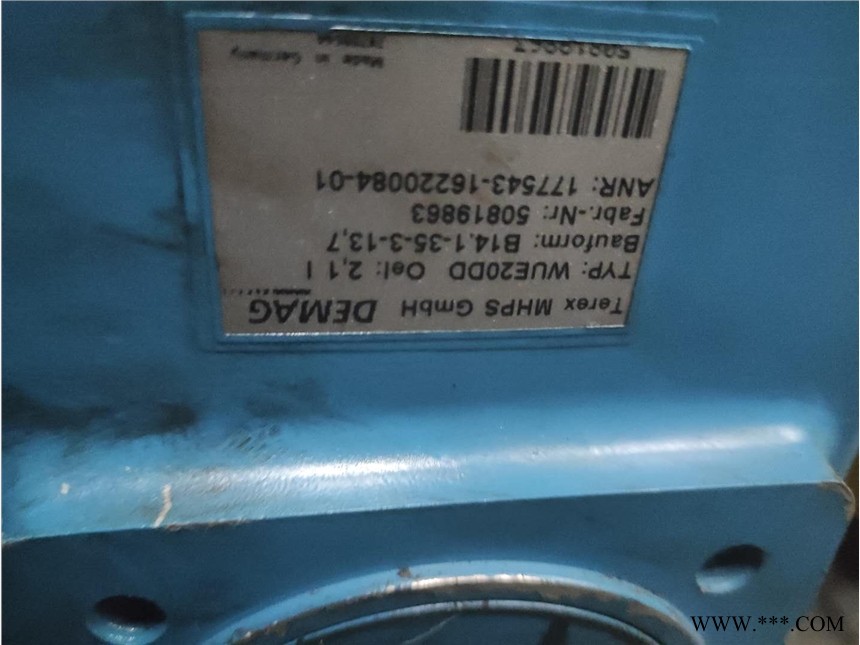 Terex MHPS GmbH DEMAG
TYP: WUE20DD Oel: 2,1 l
Bauform: B14.1-35-3-13,7
Fabr.-Nr: 50819863
ANR: 177543-16220084-01
Made in Germany
WWW.***.COM